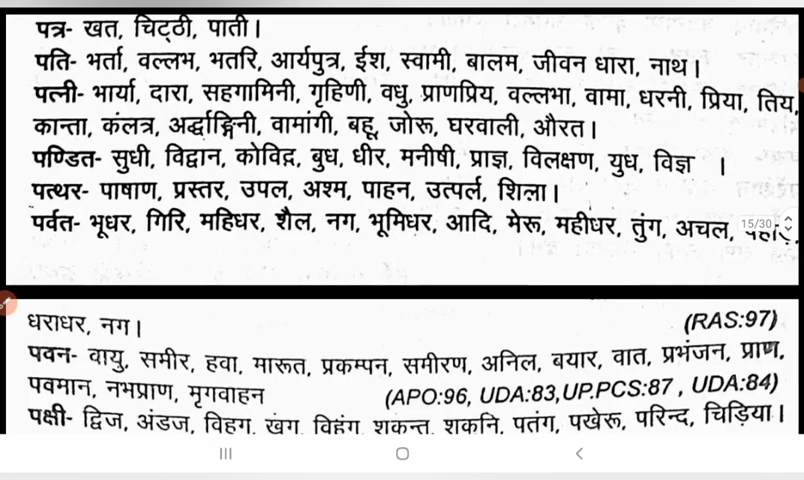 पत्र- खत, चिट्ठी, पाती।
पति- भर्ता, वल्लभ, भतरि, आर्यपुत्र, ईश, स्वामी, बालम, जीवन धारा, नाथ।
पत्नी- भार्या, दारा, सहगामिनी, गृहिणी, वधु, प्राणप्रिय, वल्लभा, वामा, धरनी, प्रिया, तिय,
कान्ता, कंलत्र, अर्द्धाङ्गिनी, वामांगी, बहू, जोरू, घरवाली, औरत।
पण्डित- सुधी, विद्वान, कोविद्र, बुध, धीर, मनीषी, प्राज्ञ, विलक्षण, युध, विज्ञ ।
पत्थर- पाषाण, प्रस्तर, उपल, अश्म, पाहन, उत्पर्ल, शिला।
पर्वत- भूधर, गिरि, महिधर, शैल, नग, भूमिधर, आदि, मेरू, महीधर, तुंग, अचल,
15/30
धराधर, नग। (RAS:97)
पवन- वायु, समीर, हवा, मारूत, प्रकम्पन, समीरण, अनिल, बयार, वात, प्रभंजन, प्राण,
पवमान, नभप्राण, मृगवाहन (APO:96, UDA:83,UP.PCS:87, UDA:84)
पक्षी- द्विज, अंडज, विहग, खग, विहंग, शकुन्त, शकुनि, पतंग, पखेरू, परिन्द, चिड़िया।